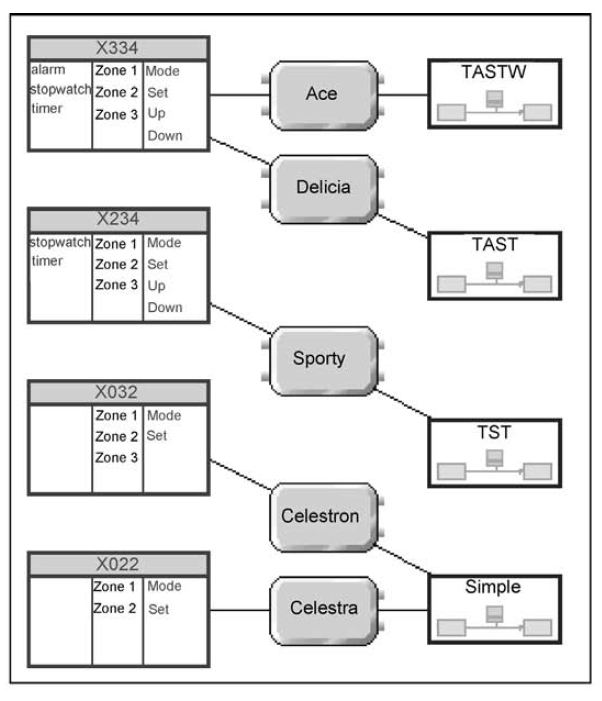 X334
alarm Zone 1 Mode
stopwatch Zone 2 Set
timer Zone 3 Up
Down
Ace
TASTW
Delicia
TAST
X234
stopwatch Zone 1 Mode
timer Zone 2 Set
Zone 3 Up
Down
Sporty
TST
X032
Zone 1 Mode
Zone 2 Set
Zone 3
Celestron
X022
Zone 1 Mode
Zone 2 Set
Celestra
Simple